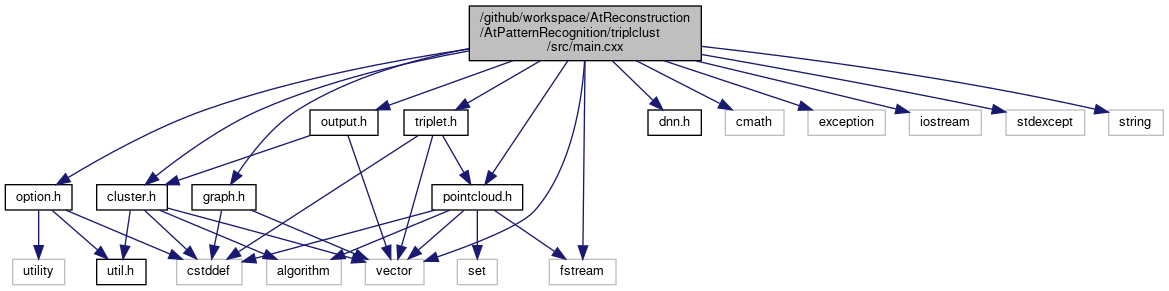 /github/workspace/AtReconstruction
/AtPatternRecognition/triplclust
/src/main.cxx
output.h
triplet.h
dnn.h
cmath
exception
iostream
stdexcept
string
option.h
cluster.h
graph.h
pointcloud.h
utility
util.h
cstddef
algorithm
vector
set
fstream